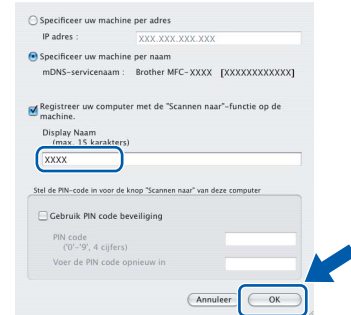 Specificeer uw machine per adres
IP adres : XXX.XXX.XXX.XXX
Specificeer uw machine per naam
mDNS-servicenaam : Brother MFC-XXXX [XXXXXXXXXXXX]
Registreer uw computer met de "Scannen naar"-functie op de
machine.
Display Naam
(max. 15 karakters)
XXXX
Stel de PIN-code in voor de knop "Scannen naar" van deze computer
Gebruik PIN code beveiliging
PIN code
('0'-'9', 4 cijfers)
Voer de PIN code opnieuw in
Annuleer OK